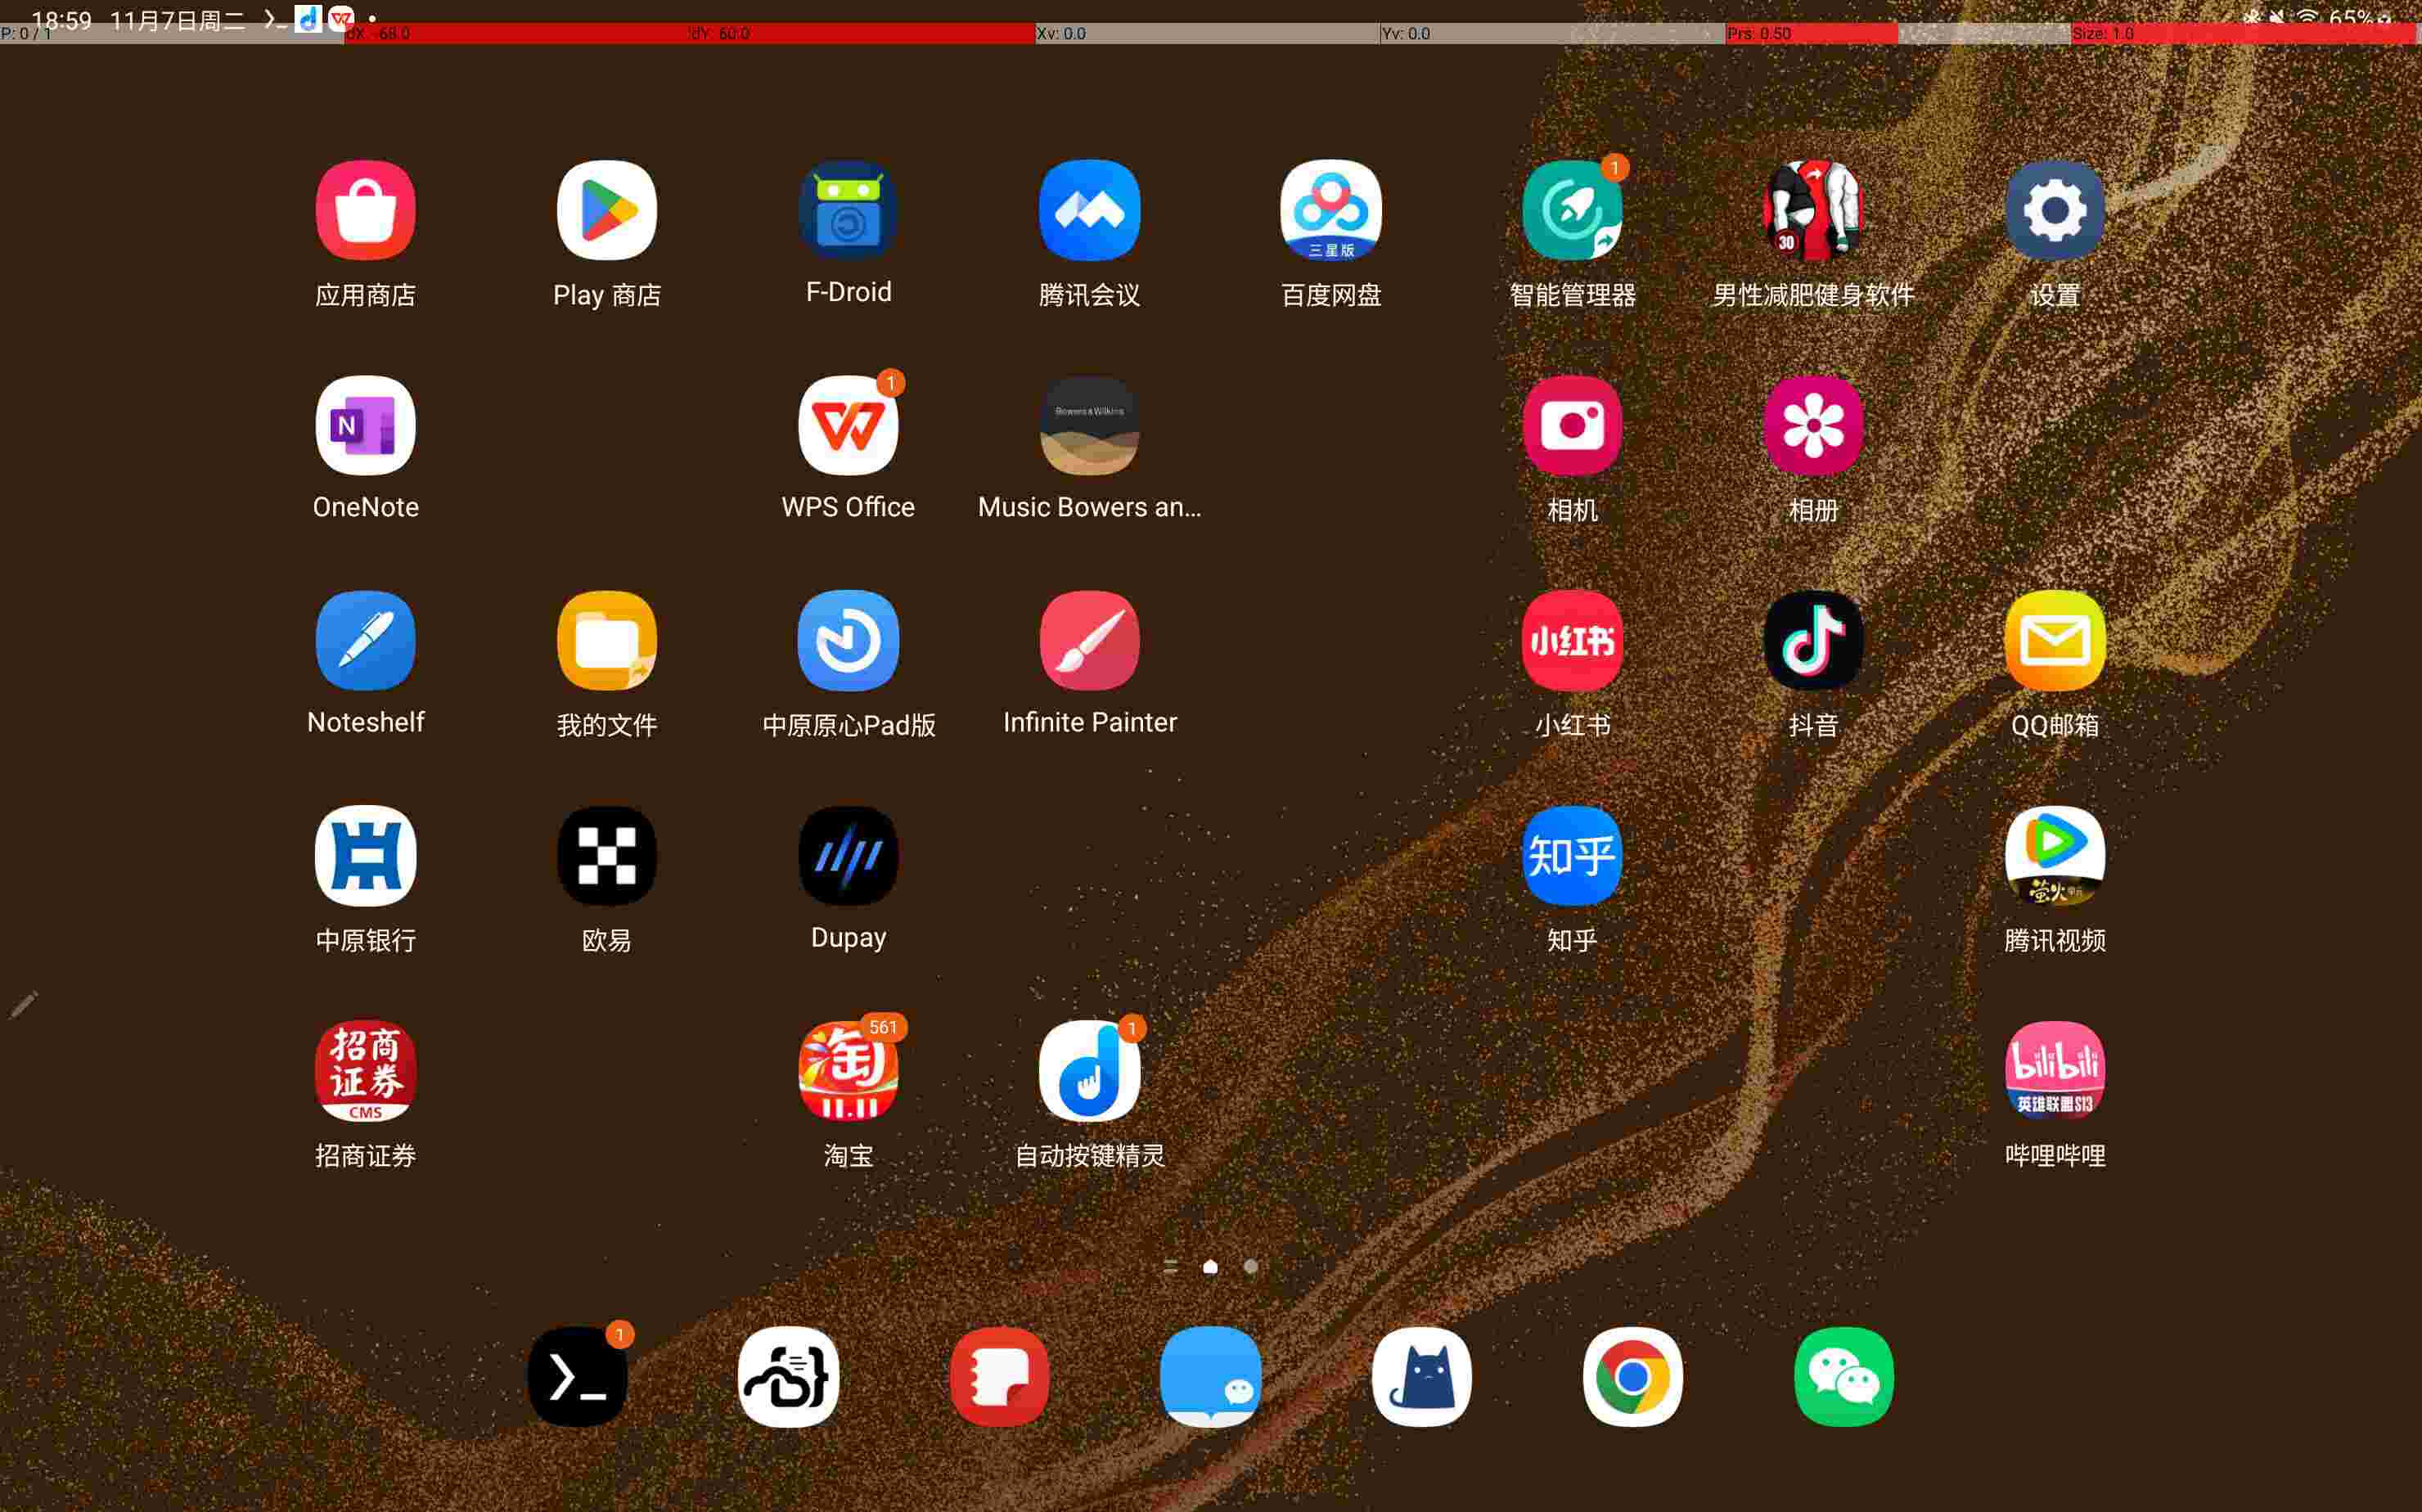 18:59 11月7日周二
65%
P: 0 / 1
dX: -68.0
dY: 60.0
Xv: 0.0
Yv: 0.0
Prs: 0.50
Size: 1.0
三星版
1
30
应用商店
Play 商店
F-Droid
腾讯会议
百度网盘
智能管理器
男性减肥健身软件
设置
N
1
Bowers & Wilkins
OneNote
WPS Office
Music Bowers an...
相机
相册
小红书
Noteshelf
我的文件
中原原心Pad版
Infinite Painter
小红书
抖音
QQ邮箱
知乎
萤火
中原银行
欧易
Dupay
知乎
腾讯视频
招商
证券
CMS
561
淘
11.11
1
bilibili
英雄联盟S13
招商证券
淘宝
自动按键精灵
哔哩哔哩
1